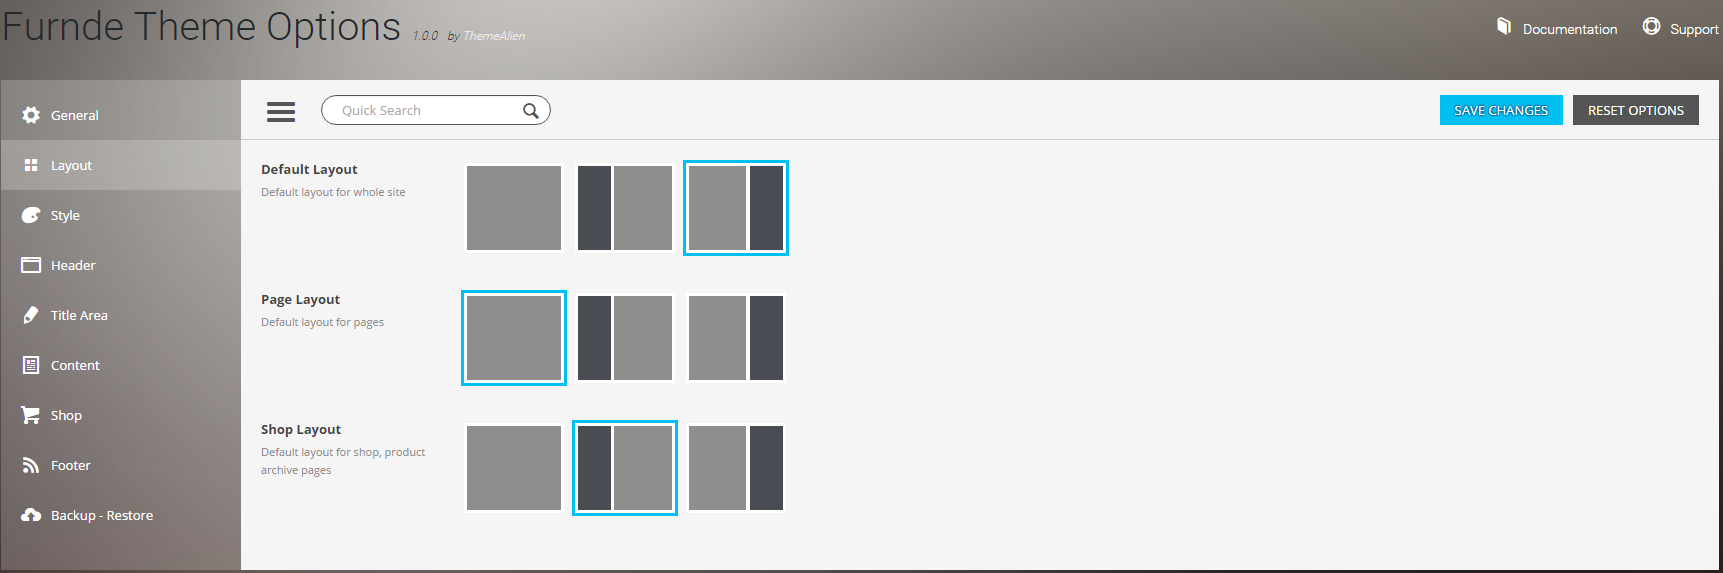 Furnde Theme Options 1.0.0 by ThemeAlien
Documentation
Support
General
Layout
Style
Header
Title Area
Content
Shop
Footer
Backup - Restore
Quick Search
SAVE CHANGES
RESET OPTIONS
Default Layout
Default layout for whole site
Page Layout
Default layout for pages
Shop Layout
Default layout for shop, product
archive pages